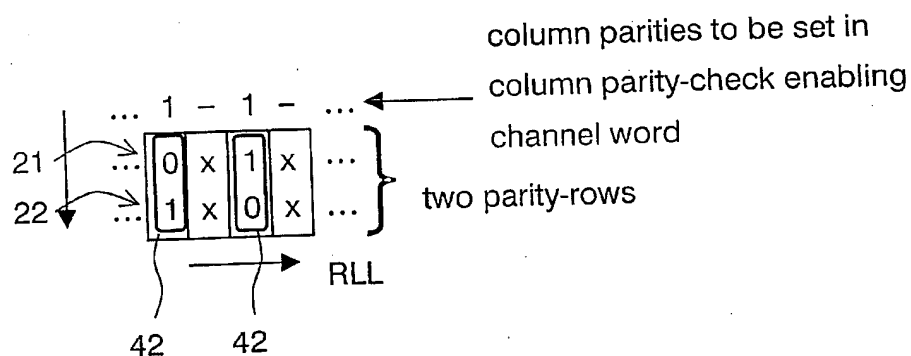 column parities to be set in
column parity-check enabling
channel word
... 1 – 1 – ...
21 ... 0 x 1 x ...
22 ... 1 x 0 x ...
two parity-rows
RLL
42 42